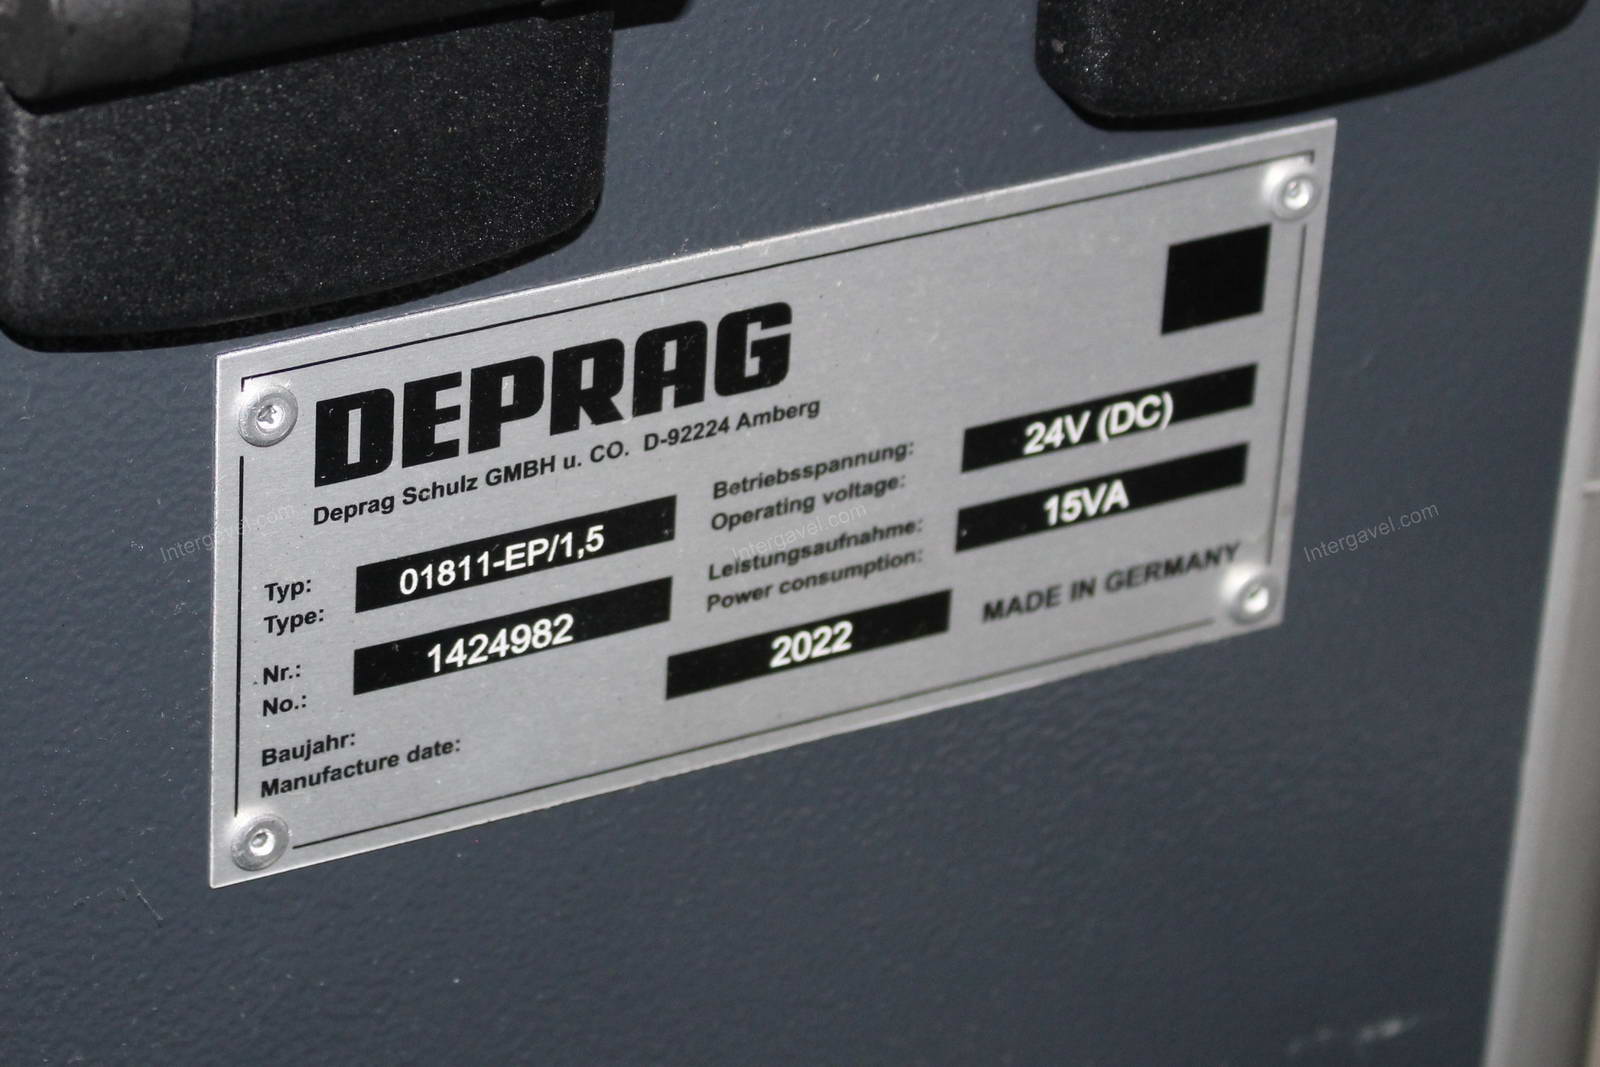 DEPRAG
Deprag Schulz GMBH u. CO. D-92224 Amberg
Typ:
Type:
01811-EP/1,5
Nr.:
No.:
1424982
Baujahr:
Manufacture date:
2022
Betriebsspannung:
Operating voltage:
24V (DC)
Leistungsaufnahme:
Power consumption:
15VA
MADE IN GERMANY
Intergavel.com
Intergavel.com
Intergavel.com